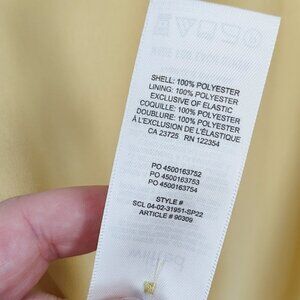 SHELL: 100% POLYESTER
LINING: 100% POLYESTER
EXCLUSIVE OF ELASTIC
COQUILLE: 100% POLYESTER
DOUBLURE: 100% POLYESTER
À L'EXCLUSION DE L'ÉLASTIQUE
CA 23725 RN 122354
PO 4500163752
PO 4500163753
PO 4500163754
STYLE #
SCL 04-02-31951-SP22
ARTICLE # 90309